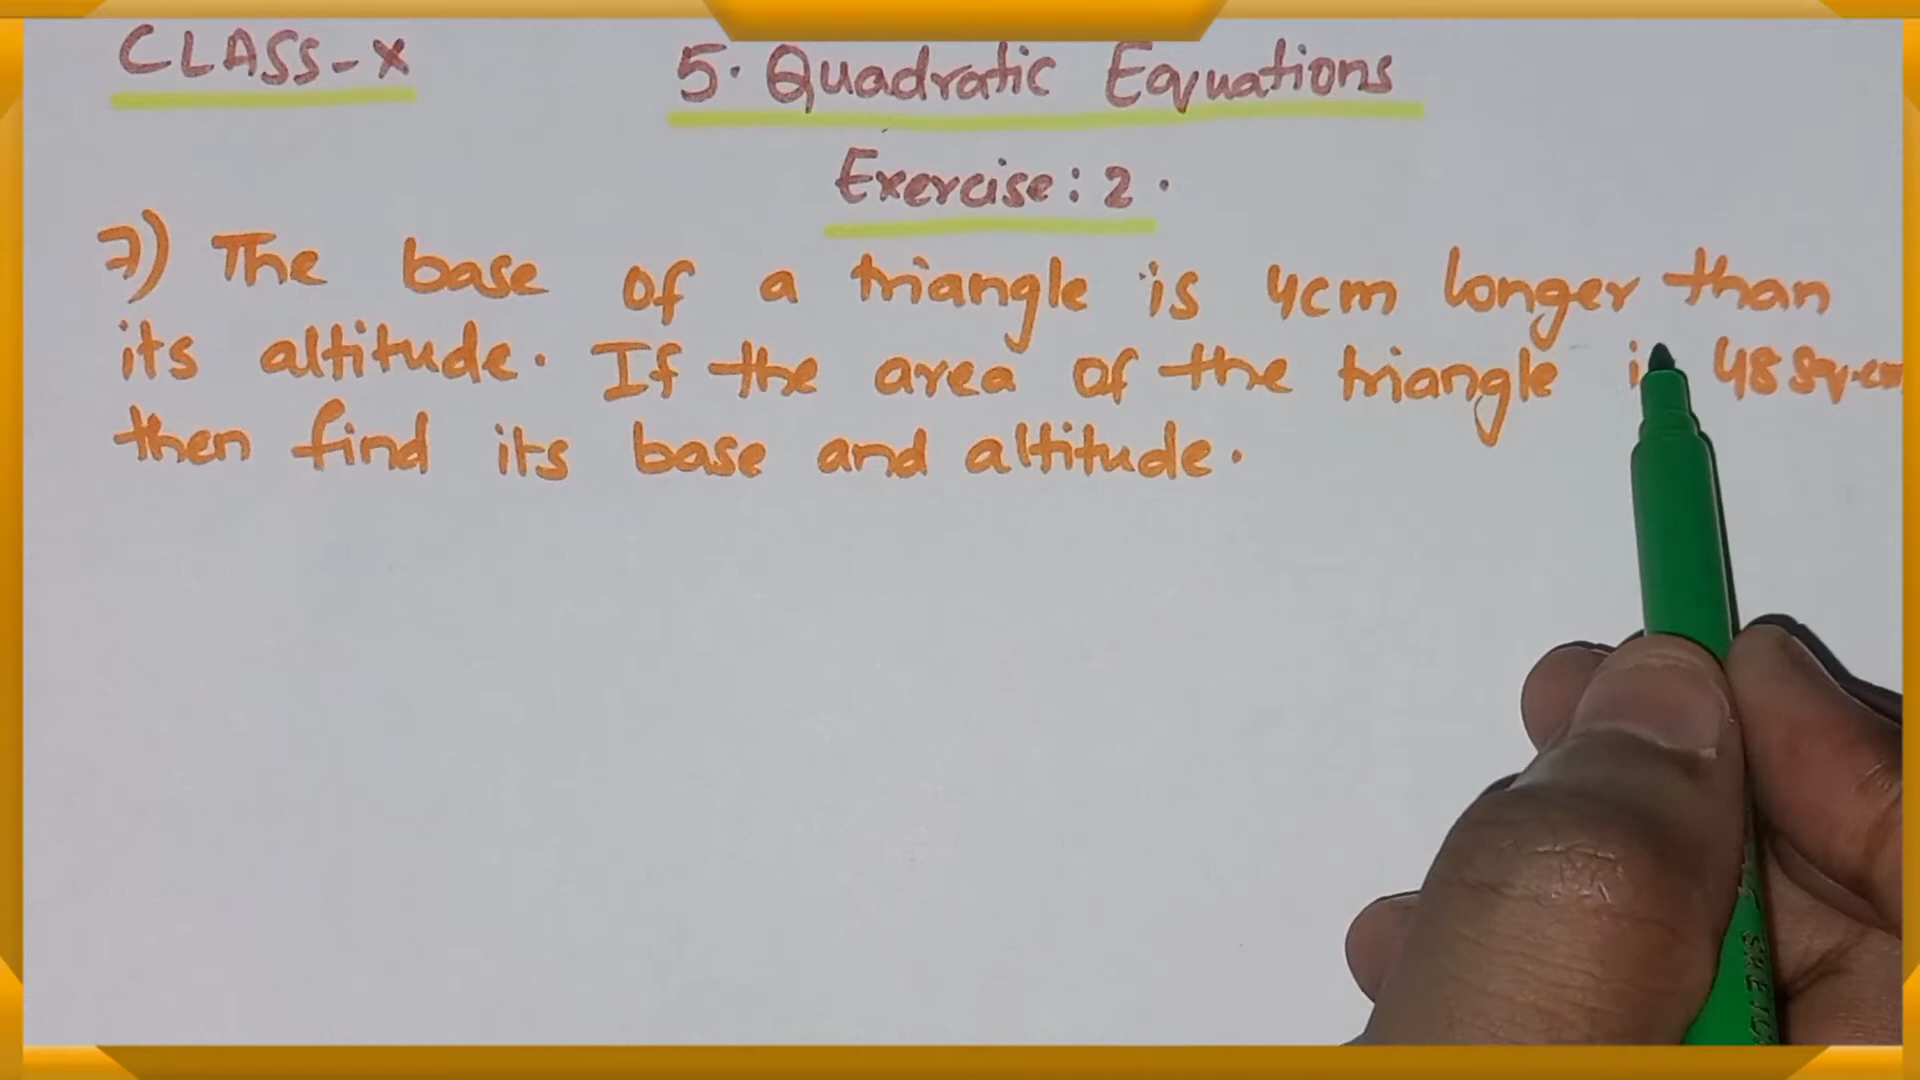 CLASS-X
5. Quadratic Equations
Exercise: 2.
7) The base of a triangle is 4cm longer than
its altitude. If the area of the triangle 48 sq.cm
then find its base and altitude.